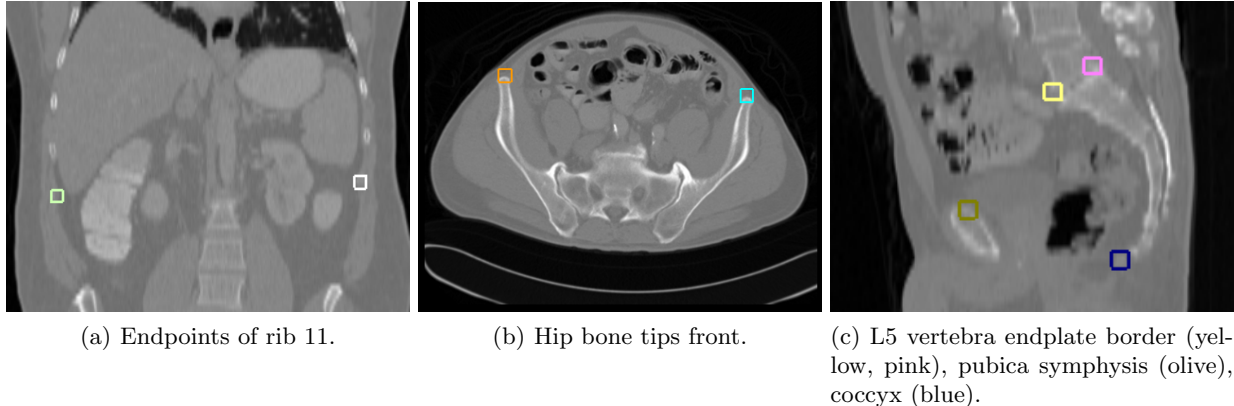 (a) Endpoints of rib 11.
(b) Hip bone tips front.
(c) L5 vertebra endplate border (yel-
low, pink), pubica symphysis (olive),
coccyx (blue).